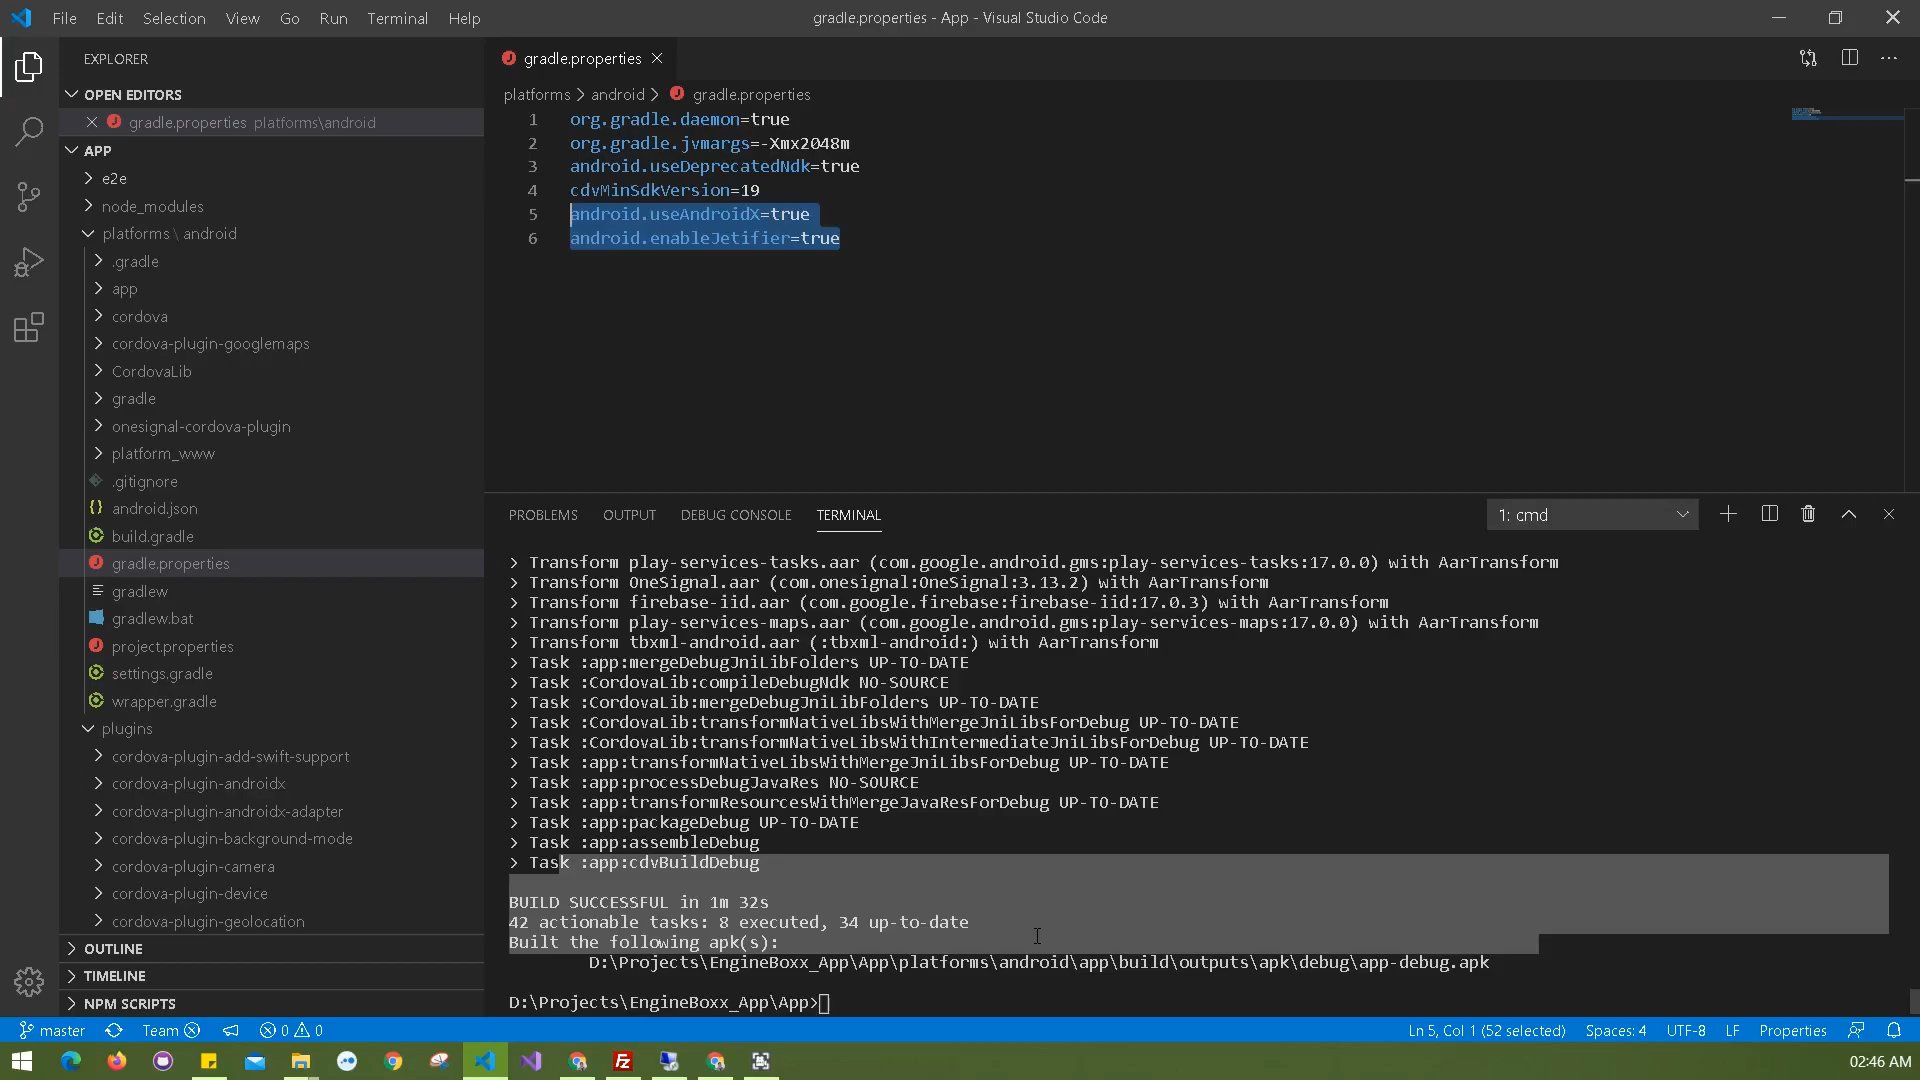 File Edit Selection View Go Run Terminal Help
gradle.properties - App - Visual Studio Code
EXPLORER
OPEN EDITORS
gradle.properties platforms\android
APP
e2e
node_modules
platforms \ android
.gradle
app
cordova
cordova-plugin-googlemaps
CordovaLib
gradle
onesignal-cordova-plugin
platform_www
.gitignore
android.json
build.gradle
gradle.properties
gradlew
gradlew.bat
project.properties
settings.gradle
wrapper.gradle
plugins
cordova-plugin-add-swift-support
cordova-plugin-androidx
cordova-plugin-androidx-adapter
cordova-plugin-background-mode
cordova-plugin-camera
cordova-plugin-device
cordova-plugin-geolocation
OUTLINE
TIMELINE
NPM SCRIPTS
gradle.properties
platforms > android > gradle.properties
1 org.gradle.daemon=true
2 org.gradle.jvmargs=-Xmx2048m
3 android.useDeprecatedNdk=true
4 cdvMinSdkVersion=19
5 android.useAndroidX=true
6 android.enableJetifier=true
PROBLEMS OUTPUT DEBUG CONSOLE TERMINAL
1: cmd
> Transform play-services-tasks.aar (com.google.android.gms:play-services-tasks:17.0.0) with AarTransform
> Transform OneSignal.aar (com.onesignal:OneSignal:3.13.2) with AarTransform
> Transform firebase-iid.aar (com.google.firebase:firebase-iid:17.0.3) with AarTransform
> Transform play-services-maps.aar (com.google.android.gms:play-services-maps:17.0.0) with AarTransform
> Transform tbxml-android.aar (:tbxml-android:) with AarTransform
> Task :app:mergeDebugJniLibFolders UP-TO-DATE
> Task :CordovaLib:compileDebugNdk NO-SOURCE
> Task :CordovaLib:mergeDebugJniLibFolders UP-TO-DATE
> Task :CordovaLib:transformNativeLibsWithMergeJniLibsForDebug UP-TO-DATE
> Task :CordovaLib:transformNativeLibsWithIntermediateJniLibsForDebug UP-TO-DATE
> Task :app:transformNativeLibsWithMergeJniLibsForDebug UP-TO-DATE
> Task :app:processDebugJavaRes NO-SOURCE
> Task :app:transformResourcesWithMergeJavaResForDebug UP-TO-DATE
> Task :app:packageDebug UP-TO-DATE
> Task :app:assembleDebug
> Task :app:cdvBuildDebug
BUILD SUCCESSFUL in 1m 32s
42 actionable tasks: 8 executed, 34 up-to-date
Built the following apk(s):
D:\Projects\EngineBoxx_App\App\platforms\android\app\build\outputs\apk\debug\app-debug.apk
D:\Projects\EngineBoxx_App\App>
master Team 0 0
Ln 5, Col 1 (52 selected) Spaces: 4 UTF-8 LF Properties
02:46 AM